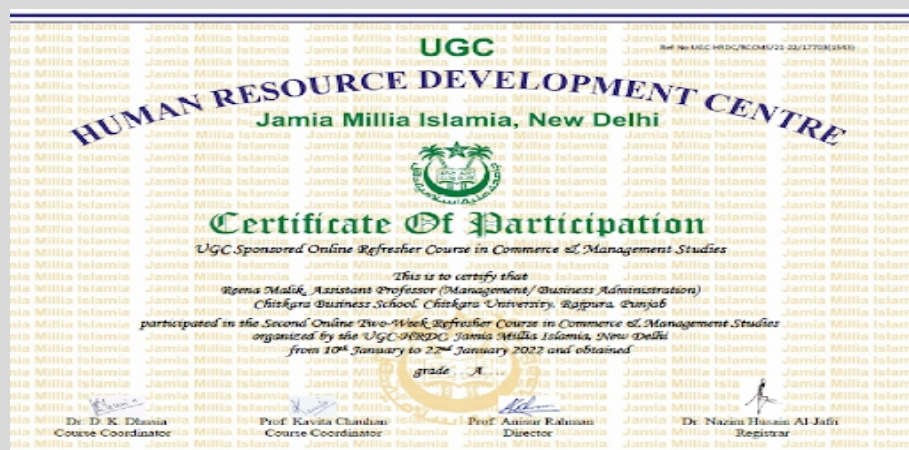 UGC
Ref No:UGC-HRDC/RCCMS/21-22/17703(1543)
HUMAN RESOURCE DEVELOPMENT CENTRE
Jamia Millia Islamia, New Delhi
Certificate Of Participation
UGC Sponsored Online Refresher Course in Commerce & Management Studies
This is to certify that
Reena Malik, Assistant Professor (Management/ Business Administration)
Chitkara Business School, Chitkara University, Rajpura, Punjab
participated in the Second Online Two-Week Refresher Course in Commerce & Management Studies
organized by the UGC-HRDC, Jamia Millia Islamia, New Delhi
from 10th January to 22nd January 2022 and obtained
grade ...A....
Dr. D. K. Dhusia
Course Coordinator
Prof. Kavita Chauhan
Course Coordinator
Prof. Anisur Rahman
Director
Dr. Nazim Husain Al-Jafri
Registrar